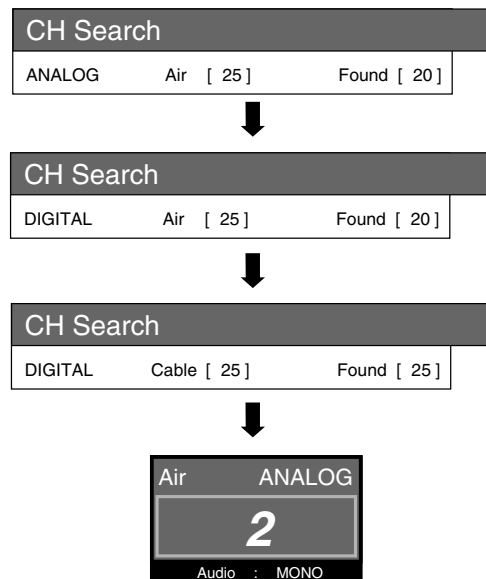 CH Search
ANALOG Air [ 25 ] Found [ 20 ]
CH Search
DIGITAL Air [ 25 ] Found [ 20 ]
CH Search
DIGITAL Cable [ 25 ] Found [ 25 ]
Air ANALOG
2
Audio : MONO